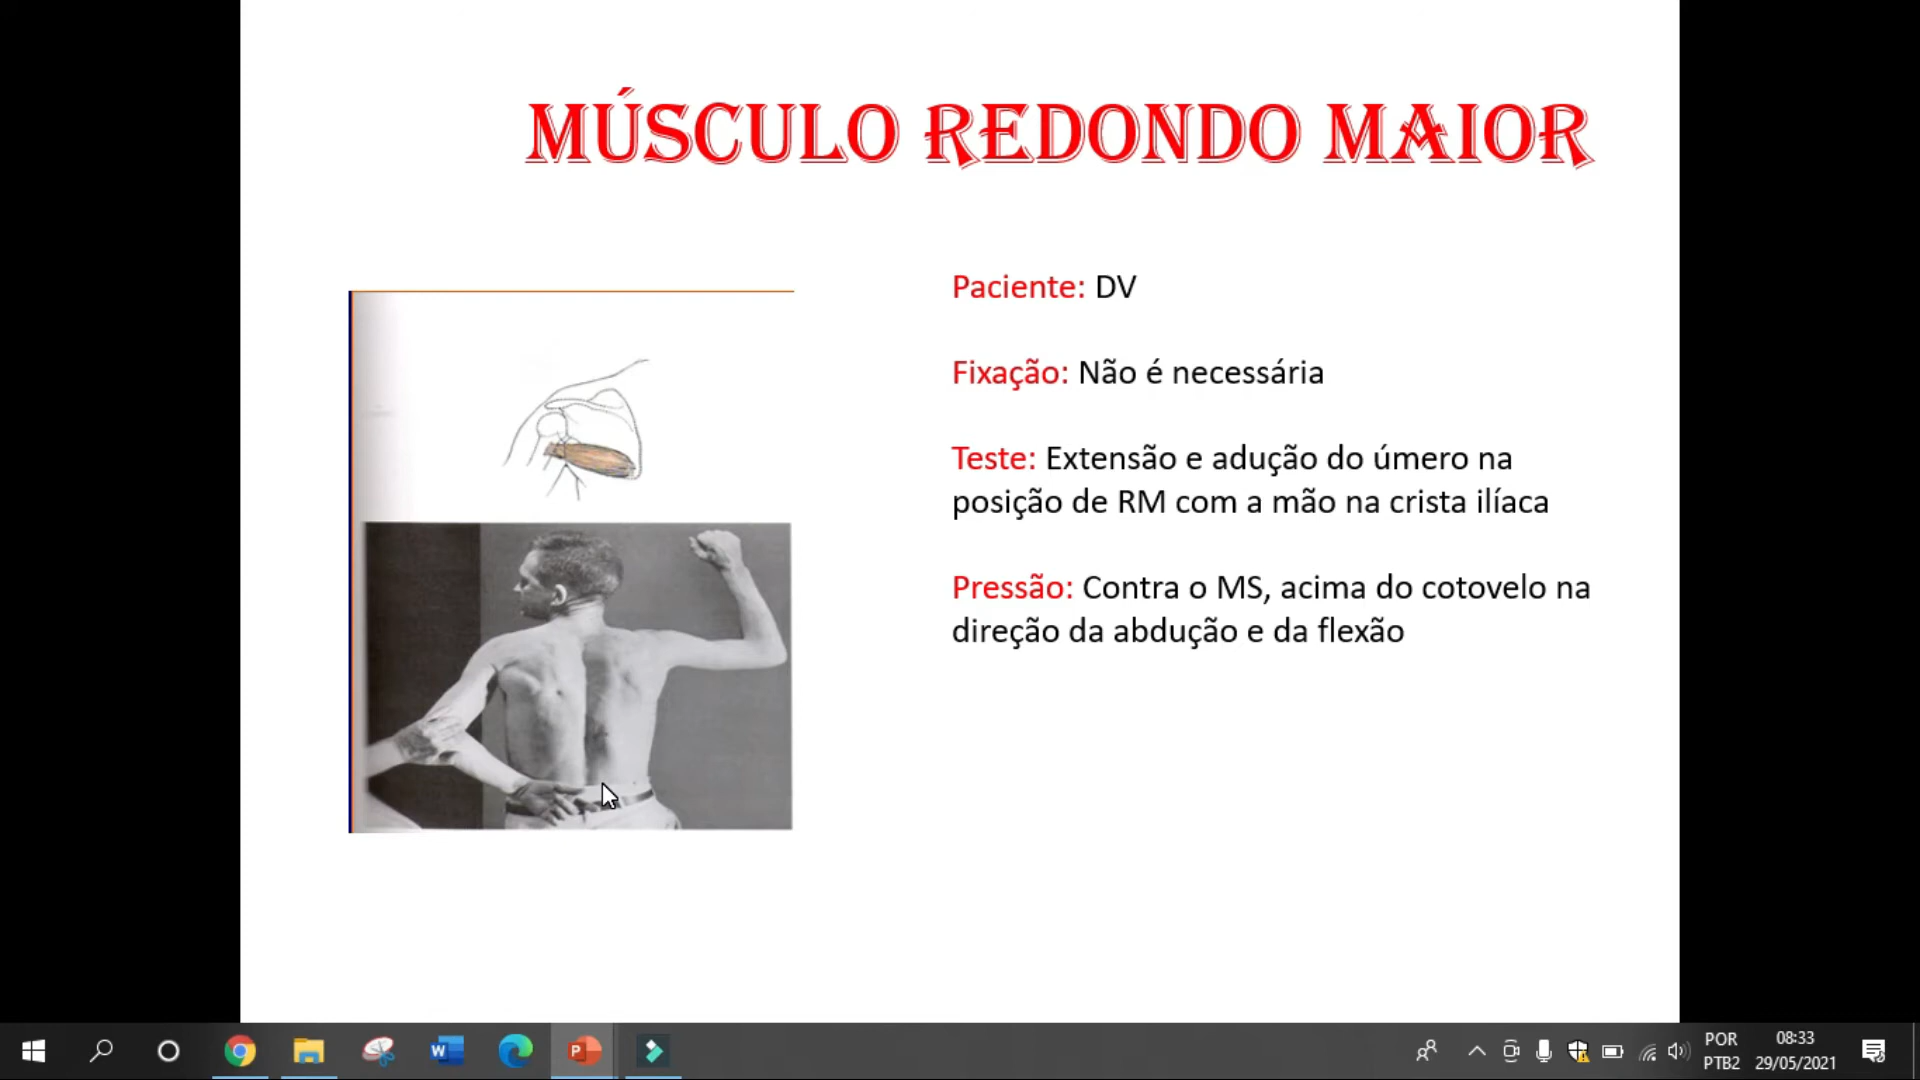 MÚSCULO REDONDO MAIOR
Paciente: DV
Fixação: Não é necessária
Teste: Extensão e adução do úmero na
posição de RM com a mão na crista ilíaca
Pressão: Contra o MS, acima do cotovelo na
direção da abdução e da flexão
POR
PTB2
08:33
29/05/2021